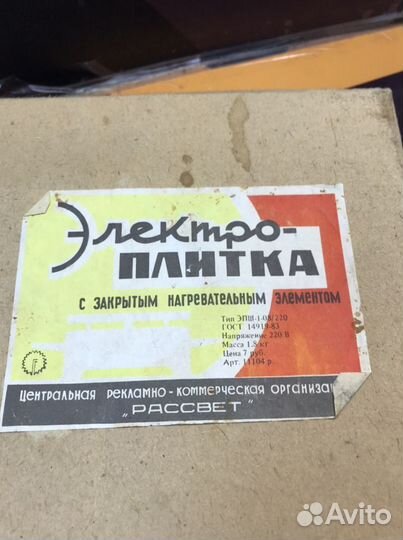 Электро-
ПЛИТКА
С ЗАКРЫТЫМ НАГРЕВАТЕЛЬНЫМ ЭЛЕМЕНТОМ
Тип ЭПШ-1-08/220
ГОСТ 14919-83
Напряжение 220 В
Масса 1.8 кг
Цена 7 руб.
Арт. 11104 р
ЦЕНТРАЛЬНАЯ РЕКЛАМНО-КОММЕРЧЕСКАЯ ОРГАНИЗА
„РАССВЕТ"
Avito